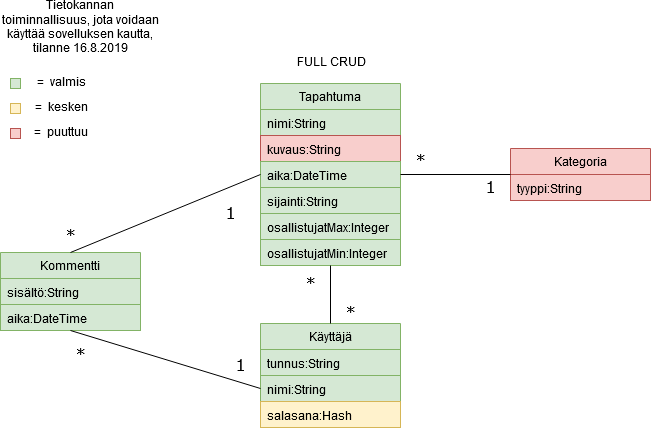 Tietokannan
toiminnallisuus, jota voidaan
käyttää sovelluksen kautta,
tilanne 16.8.2019
= valmis
= kesken
= puuttuu
FULL CRUD
Tapahtuma
nimi:String
kuvaus:String
aika:DateTime
sijainti:String
osallistujatMax:Integer
osallistujatMin:Integer
*
1
Kategoria
tyyppi:String
1
*
Kommentti
sisältö:String
aika:DateTime
*
*
*
1
Käyttäjä
tunnus:String
nimi:String
salasana:Hash